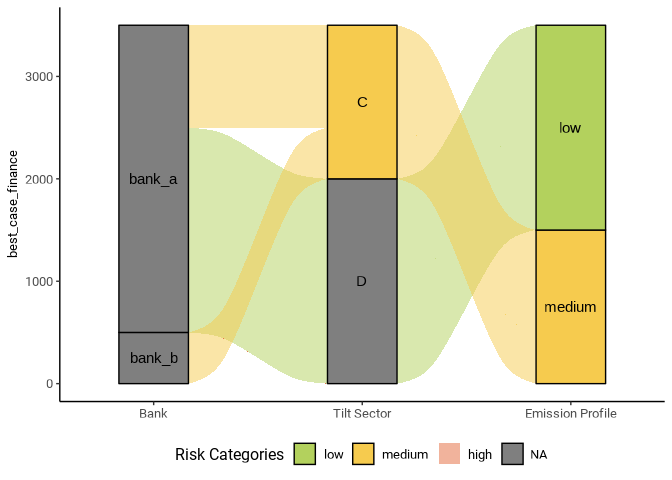 best_case_finance
3000
2000
1000
0
bank_a
bank_b
C
D
low
medium
Bank
Tilt Sector
Emission Profile
Risk Categories
low
medium
high
NA